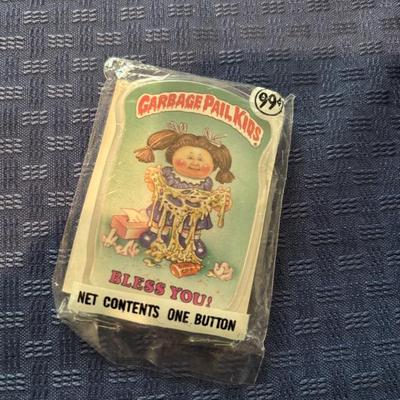 99¢
GARBAGE PAIL KIDS
BLESS YOU!
NET CONTENTS ONE BUTTON